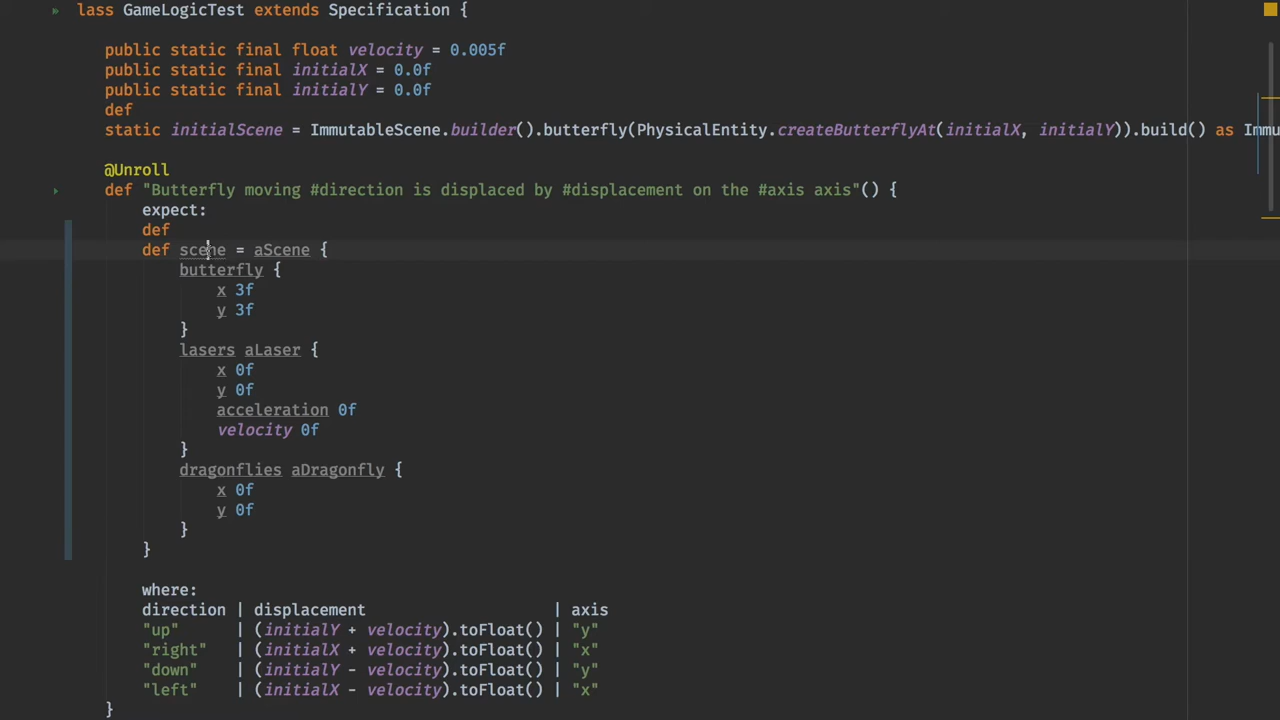 lass GameLogicTest extends Specification {
public static final float velocity = 0.005f
public static final initialX = 0.0f
public static final initialY = 0.0f
def
static initialScene = ImmutableScene.builder().butterfly(PhysicalEntity.createButterflyAt(initialX, initialY)).build() as Immu
@Unroll
def "Butterfly moving #direction is displaced by #displacement on the #axis axis"() {
expect:
def
def scene = aScene {
butterfly {
x 3f
y 3f
}
lasers aLaser {
x 0f
y 0f
acceleration 0f
velocity 0f
}
dragonflies aDragonfly {
x 0f
y 0f
}
}
where:
direction | displacement | axis
"up" | (initialY + velocity).toFloat() | "y"
"right" | (initialX + velocity).toFloat() | "x"
"down" | (initialY - velocity).toFloat() | "y"
"left" | (initialX - velocity).toFloat() | "x"
}